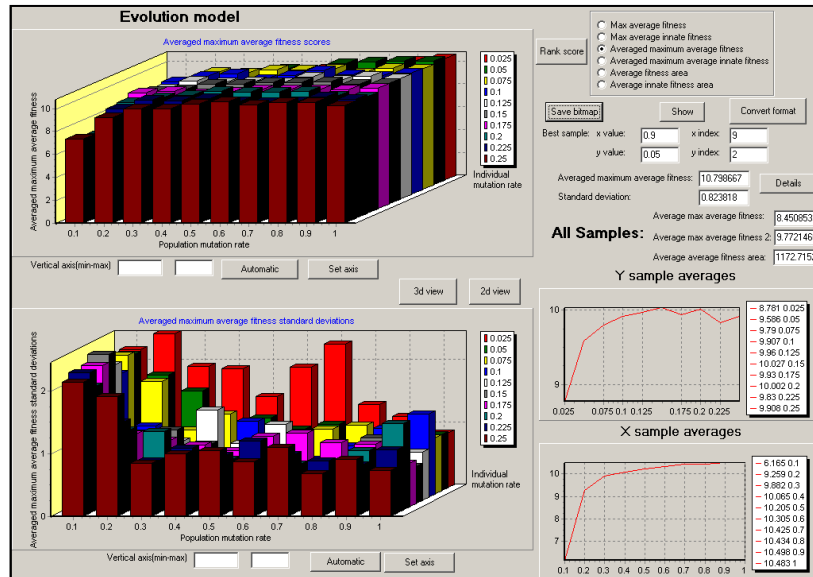 Evolution model
Averaged maximum average fitness scores
Averaged maximum average fitness
10
8
6
4
2
0
0.1 0.2 0.3 0.4 0.5 0.6 0.7 0.8 0.9 1
Population mutation rate
Individual
mutation rate
0.025
0.05
0.075
0.1
0.125
0.15
0.175
0.2
0.225
0.25
Vertical axis(min-max)
Automatic
Set axis
3d view
2d view
Averaged maximum average fitness standard deviations
Averaged maximum average fitness standard deviations
2
1
0
0.1 0.2 0.3 0.4 0.5 0.6 0.7 0.8 0.9 1
Population mutation rate
Individual
mutation rate
0.025
0.05
0.075
0.1
0.125
0.15
0.175
0.2
0.225
0.25
Vertical axis(min-max)
Automatic
Set axis
Rank score
Max average fitness
Max average innate fitness
Averaged maximum average fitness
Averaged maximum average innate fitness
Average fitness area
Average innate fitness area
Save bitmap
Show
Convert format
Best sample: x value: 0.9 x index: 9
y value: 0.05 y index: 2
Averaged maximum average fitness: 10.798667
Standard deviation: 0.823818
Details
All Samples:
Average max average fitness: 8.450853
Average max average fitness 2: 9.772146
Average average fitness area: 1172.7152
Y sample averages
10
9
0.025 0.075 0.1 0.125 0.175 0.2 0.225
8.781 0.025
9.586 0.05
9.79 0.075
9.907 0.1
9.96 0.125
10.027 0.15
9.93 0.175
10.002 0.2
9.83 0.225
9.908 0.25
X sample averages
10
9
8
7
0.1 0.2 0.3 0.4 0.5 0.6 0.7 0.8 0.9 1
6.165 0.1
9.259 0.2
9.882 0.3
10.065 0.4
10.205 0.5
10.305 0.6
10.425 0.7
10.434 0.8
10.498 0.9
10.483 1